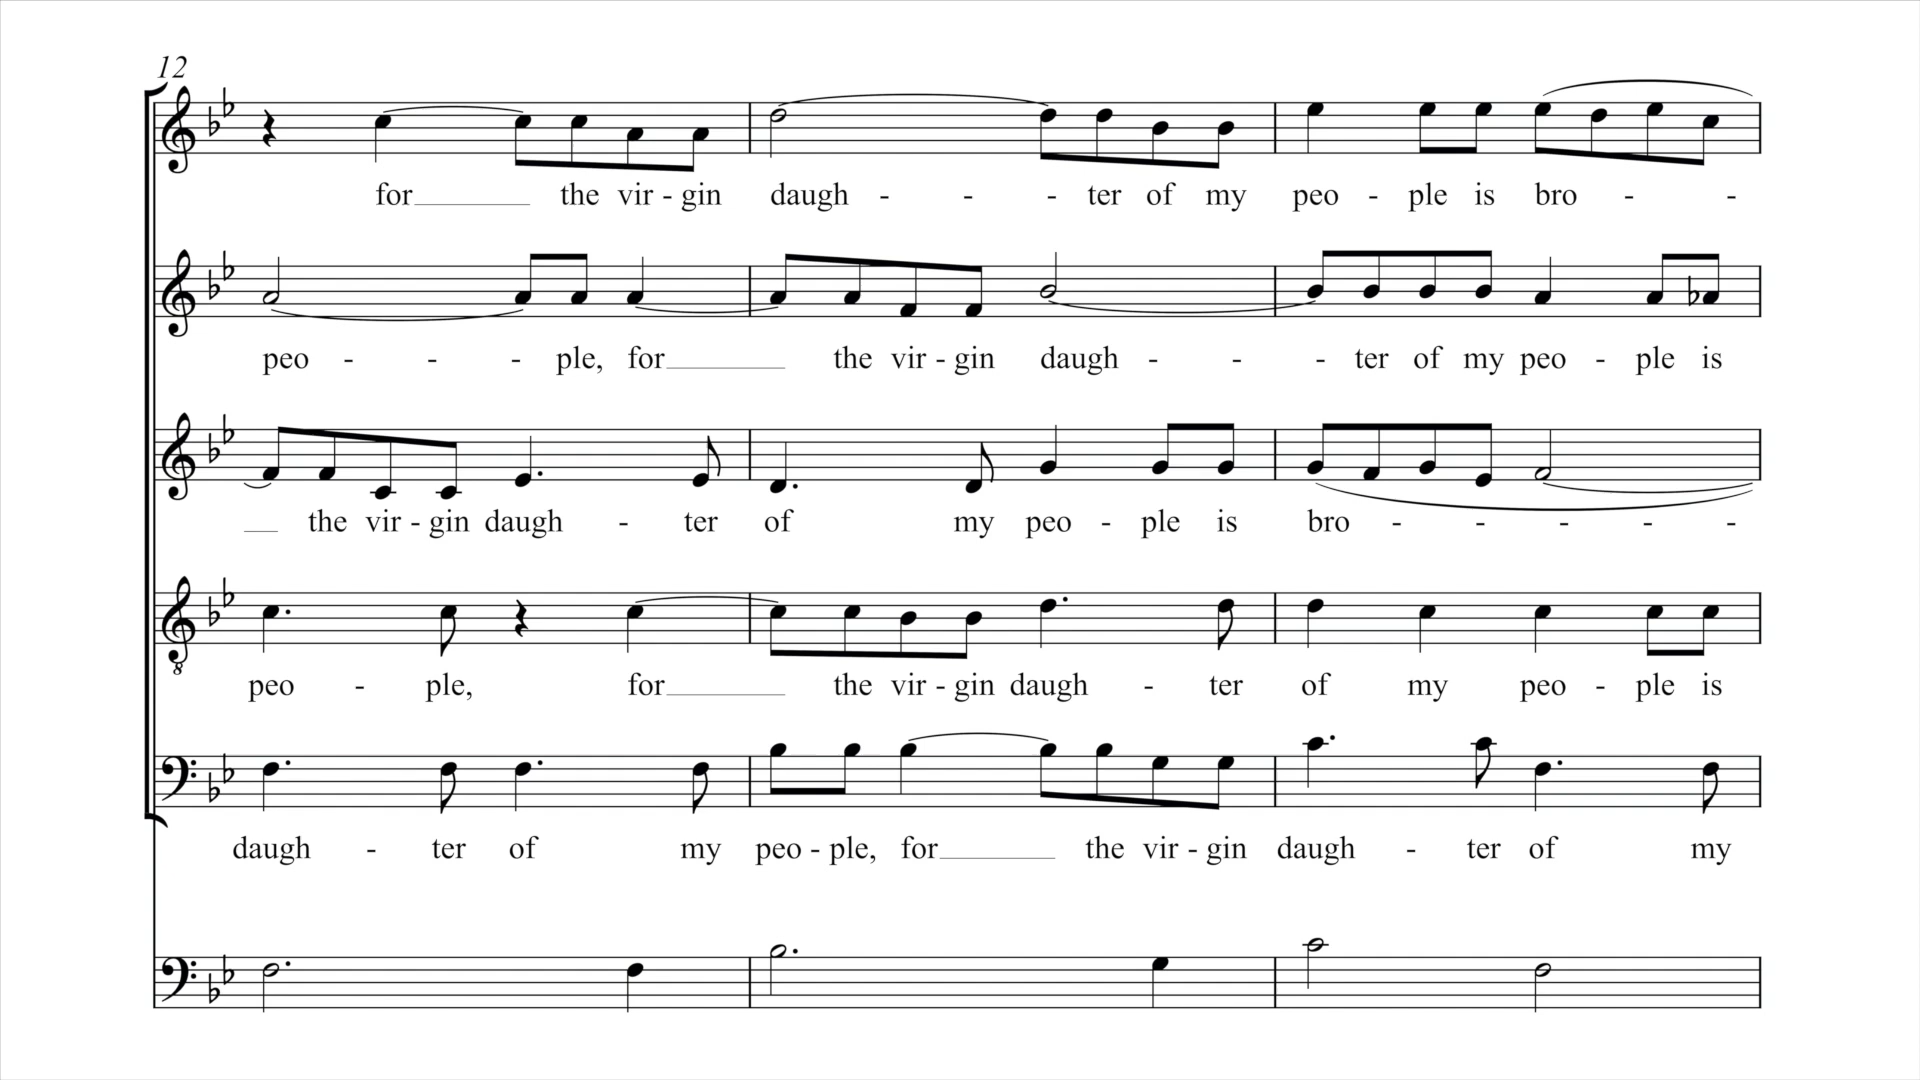 12
for the vir - gin daugh - - - ter of my peo - ple is bro - -
peo - - - ple, for the vir - gin daugh - - - ter of my peo - ple is
the vir - gin daugh - ter of my peo - ple is bro - - - - -
8
peo - ple, for the vir - gin daugh - ter of my peo - ple is
daugh - ter of my peo - ple, for the vir - gin daugh - ter of my